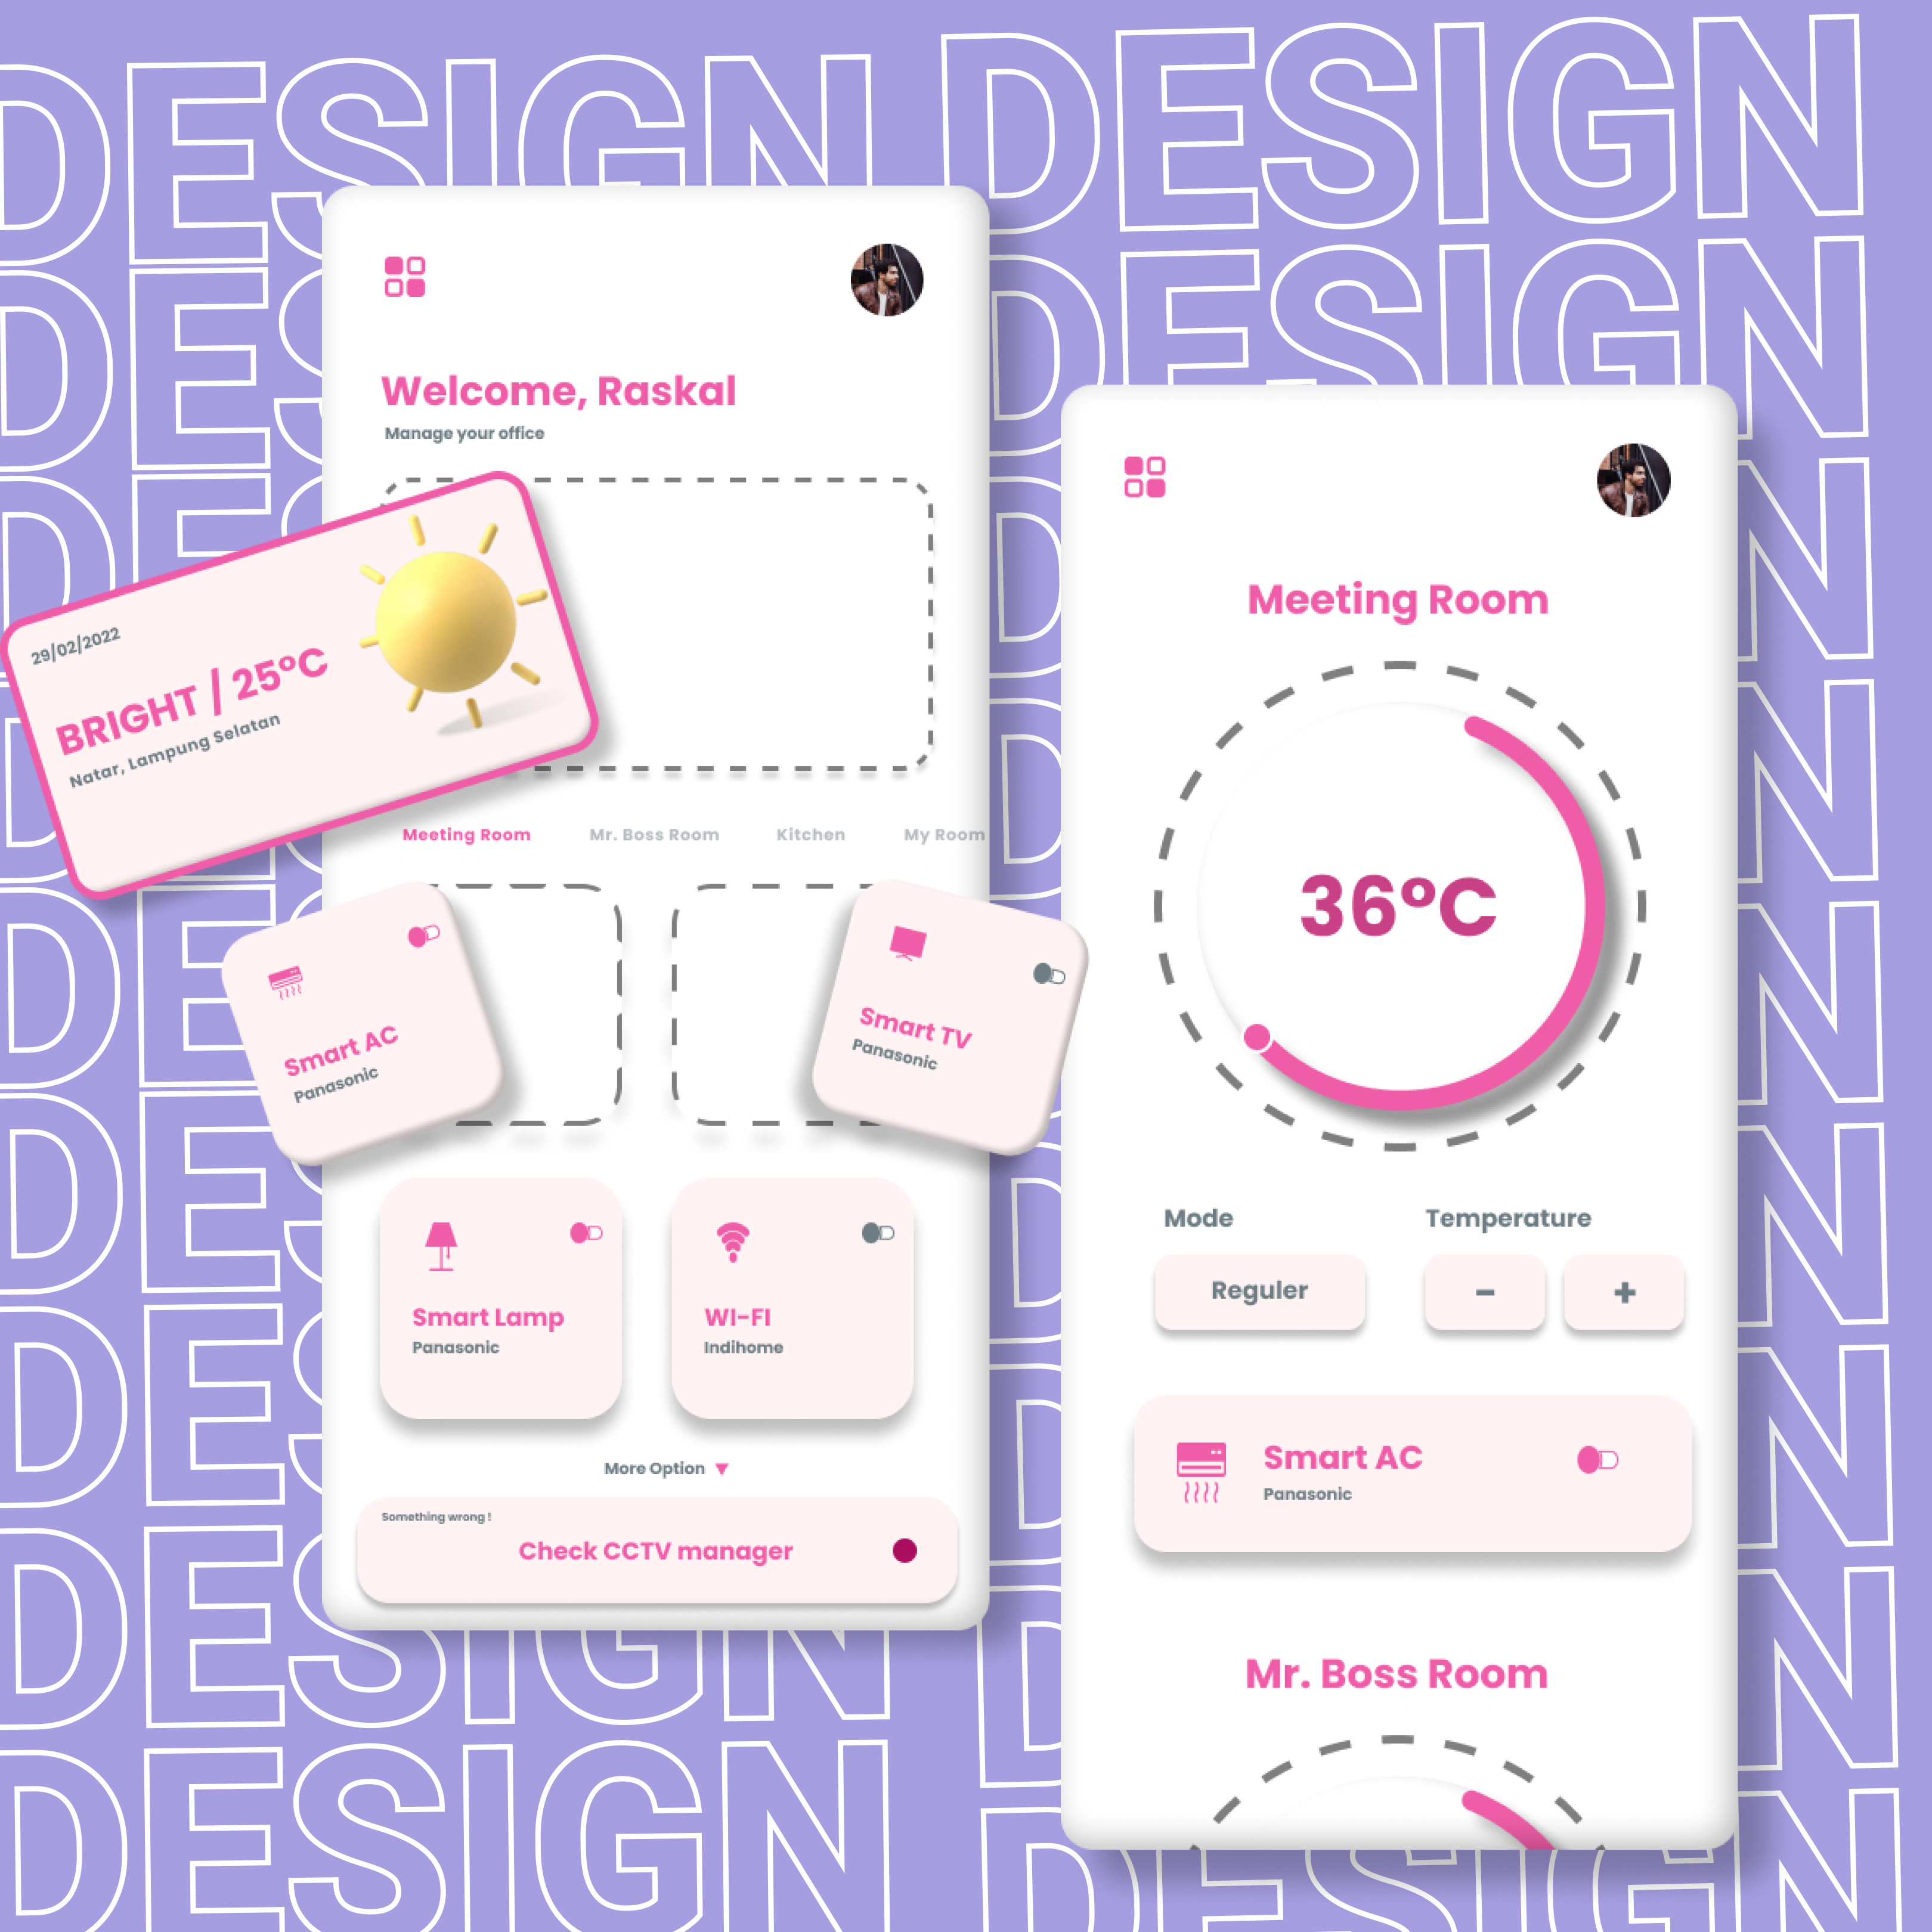 DESIGN DESIGN
DESIGN
Welcome, Raskal
Manage your office
29/02/2022
BRIGHT / 25°C
Natar, Lampung Selatan
Meeting Room
Mr. Boss Room
Kitchen
My Room
Smart AC
Panasonic
Smart TV
Panasonic
Smart Lamp
Panasonic
WI-FI
Indihome
More Option
Something wrong !
Check CCTV manager
Meeting Room
36°C
Mode
Temperature
Reguler
-
+
Smart AC
Panasonic
Mr. Boss Room
DESIGN
DESIGN DESIGN